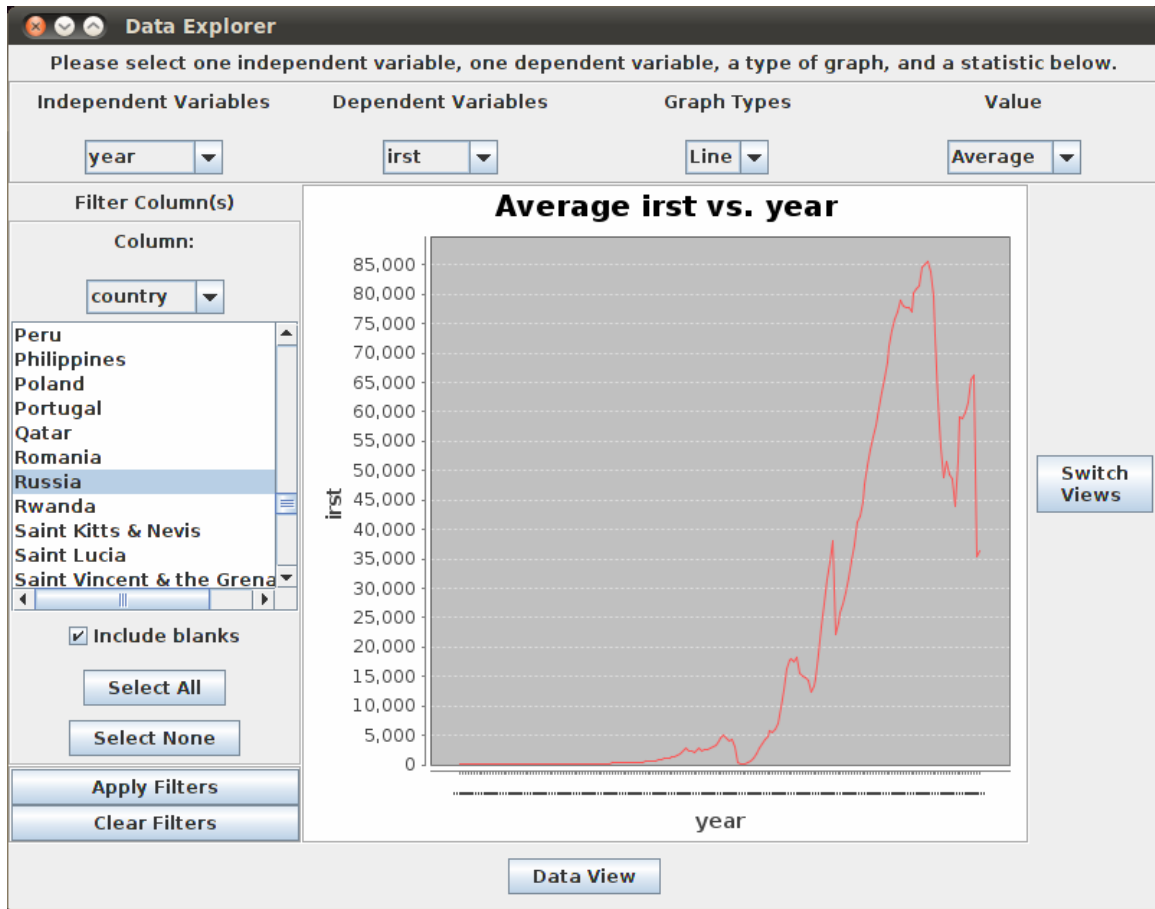 Data Explorer
Please select one independent variable, one dependent variable, a type of graph, and a statistic below.
Independent Variables
Dependent Variables
Graph Types
Value
year
irst
Line
Average
Filter Column(s)
Column:
country
Peru
Philippines
Poland
Portugal
Qatar
Romania
Russia
Rwanda
Saint Kitts & Nevis
Saint Lucia
Saint Vincent & the Grena
Include blanks
Select All
Select None
Apply Filters
Clear Filters
Average irst vs. year
85,000
80,000
75,000
70,000
65,000
60,000
55,000
50,000
45,000
40,000
35,000
30,000
25,000
20,000
15,000
10,000
5,000
0
irst
year
Switch
Views
Data View